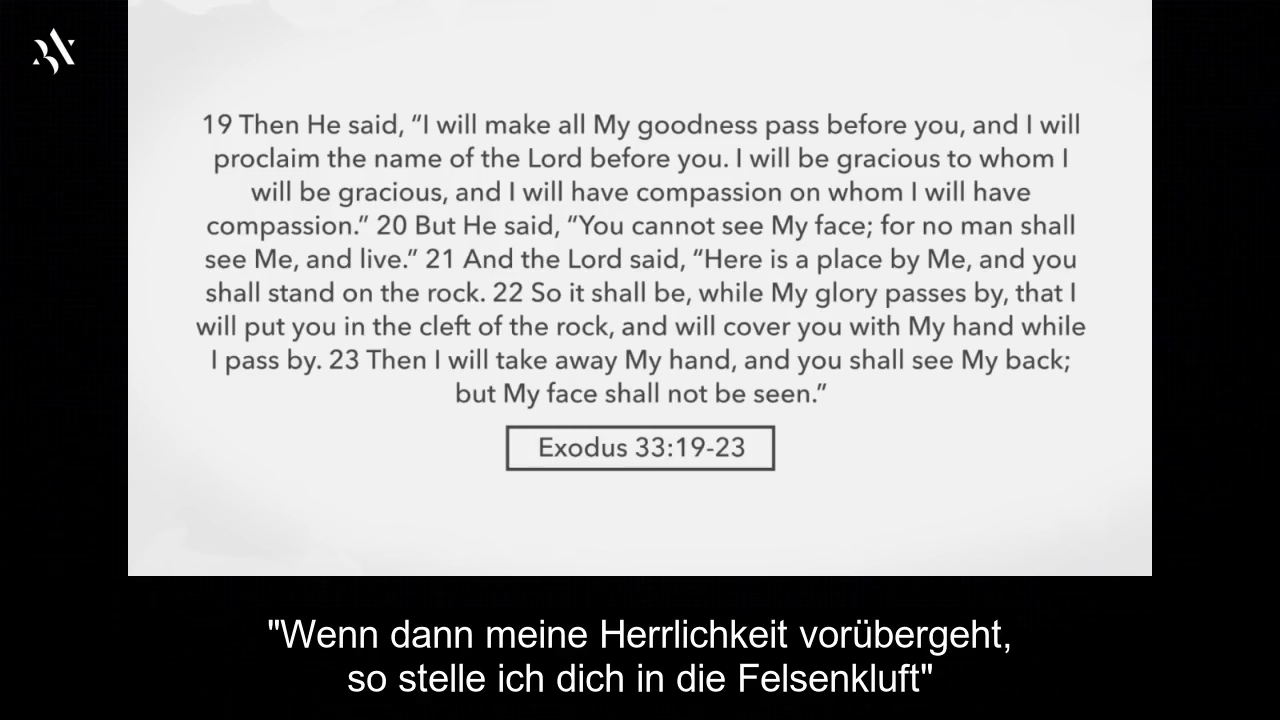 19 Then He said, “I will make all My goodness pass before you, and I will
proclaim the name of the Lord before you. I will be gracious to whom I
will be gracious, and I will have compassion on whom I will have
compassion.” 20 But He said, “You cannot see My face; for no man shall
see Me, and live.” 21 And the Lord said, “Here is a place by Me, and you
shall stand on the rock. 22 So it shall be, while My glory passes by, that I
will put you in the cleft of the rock, and will cover you with My hand while
I pass by. 23 Then I will take away My hand, and you shall see My back;
but My face shall not be seen.”
Exodus 33:19-23
"Wenn dann meine Herrlichkeit vorübergeht,
so stelle ich dich in die Felsenkluft"